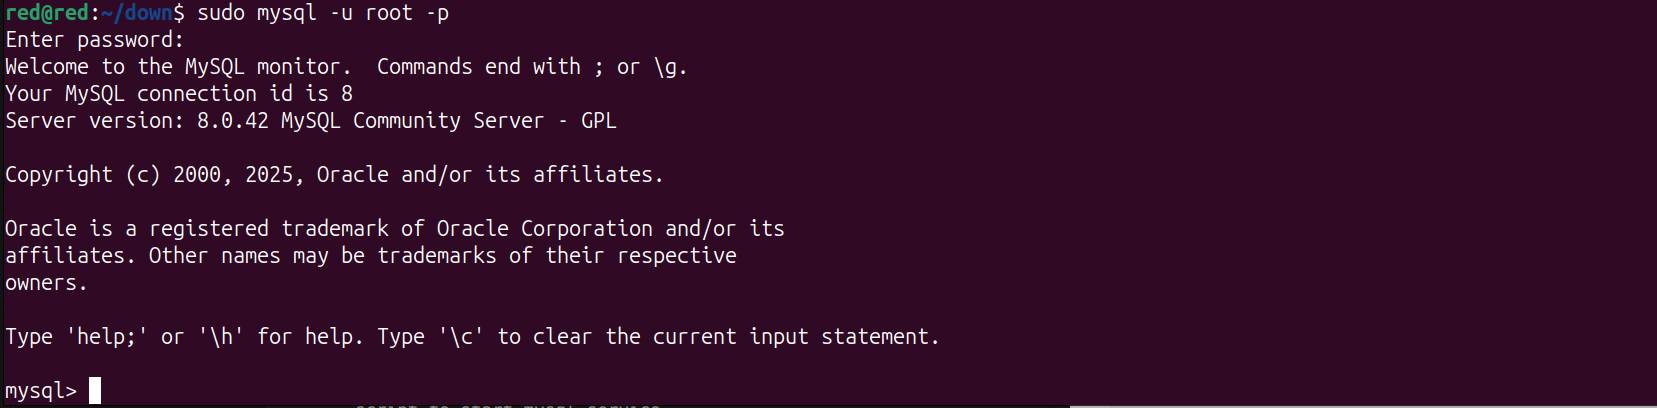 red@red:~/down$ sudo mysql -u root -p
Enter password:
Welcome to the MySQL monitor.  Commands end with ; or \g.
Your MySQL connection id is 8
Server version: 8.0.42 MySQL Community Server - GPL
Copyright (c) 2000, 2025, Oracle and/or its affiliates.
Oracle is a registered trademark of Oracle Corporation and/or its
affiliates. Other names may be trademarks of their respective
owners.
Type 'help;' or '\h' for help. Type '\c' to clear the current input statement.
mysql>